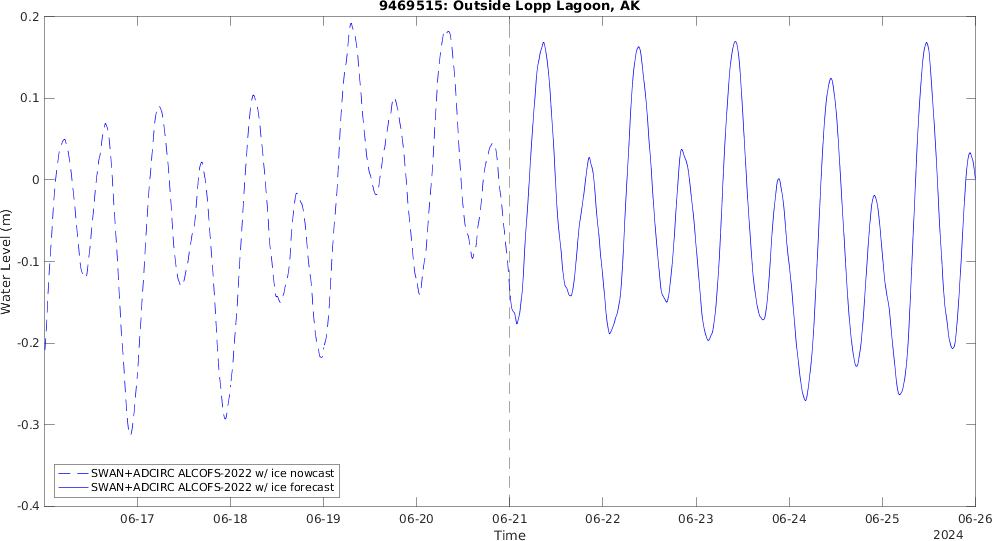 9469515: Outside Lopp Lagoon, AK
0.2
0.1
0
-0.1
-0.2
-0.3
-0.4
Water Level (m)
SWAN+ADCIRC ALCOFS-2022 w/ ice nowcast
SWAN+ADCIRC ALCOFS-2022 w/ ice forecast
06-17 06-18 06-19 06-20 06-21 06-22 06-23 06-24 06-25 06-26
Time
2024